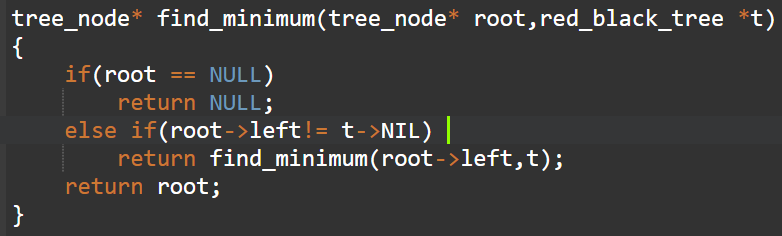 tree_node* find_minimum(tree_node* root,red_black_tree *t)
{
    if(root == NULL)
        return NULL;
    else if(root->left!= t->NIL)
        return find_minimum(root->left,t);
    return root;
}